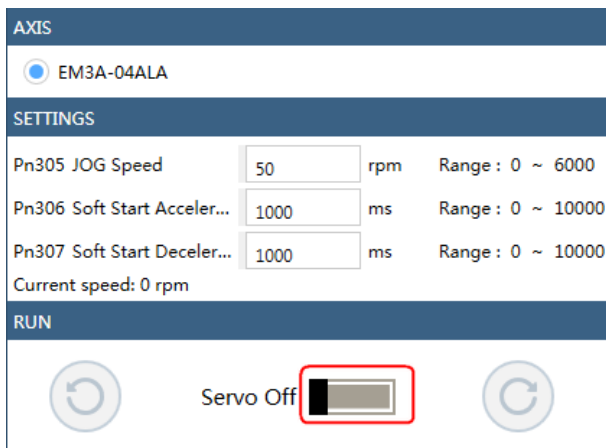 AXIS
EM3A-04ALA
SETTINGS
Pn305 JOG Speed 50 rpm Range : 0 ~ 6000
Pn306 Soft Start Acceler... 1000 ms Range : 0 ~ 10000
Pn307 Soft Start Deceler... 1000 ms Range : 0 ~ 10000
Current speed: 0 rpm
RUN
Servo Off